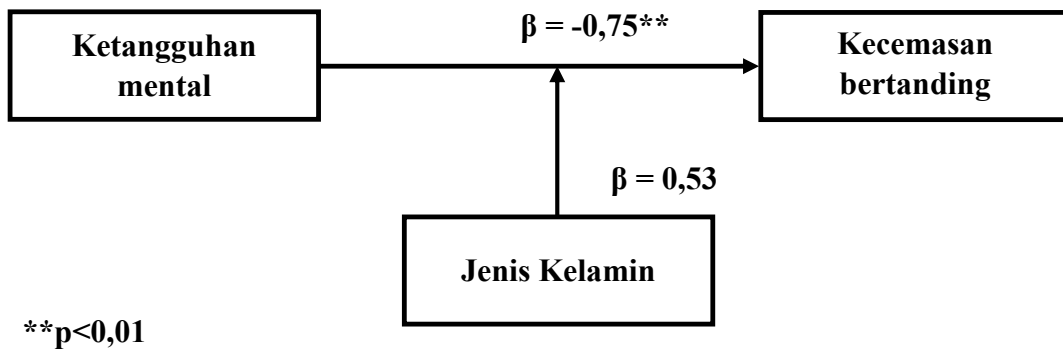 β = -0,75**
Ketangguhan
mental
Kecemasan
bertanding
β = 0,53
Jenis Kelamin
**p<0,01